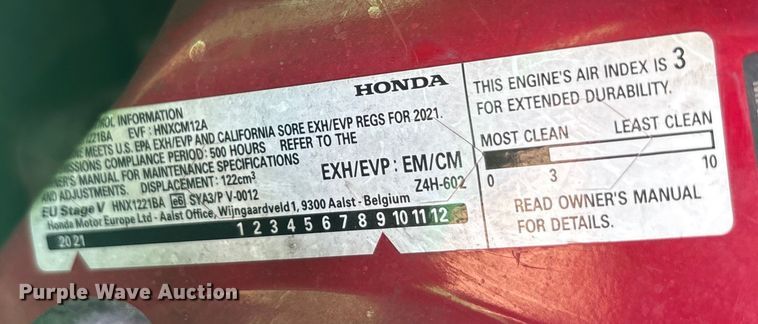 HONDA
INFORMATION
EVF: HNXCM12A
MEETS U.S. EPA EXH/EVP AND CALIFORNIA SORE EXH/EVP REGS FOR 2021.
COMPLIANCE PERIOD: 500 HOURS REFER TO THE
MANUAL FOR MAINTENANCE SPECIFICATIONS
AND ADJUSTMENTS. DISPLACEMENT: 122cm³
EXH/EVP: EM/CM
EU Stage V HNX1221BA SYA3/P V-0012
Z4H-602
Honda Motor Europe Ltd - Aalst Office, Wijngaardveld 1, 9300 Aalst - Belgium
2021 1 2 3 4 5 6 7 8 9 10 11 12
THIS ENGINE'S AIR INDEX IS 3
FOR EXTENDED DURABILITY.
MOST CLEAN LEAST CLEAN
0 3 10
READ OWNER'S MANUAL
FOR DETAILS.
Purple Wave Auction